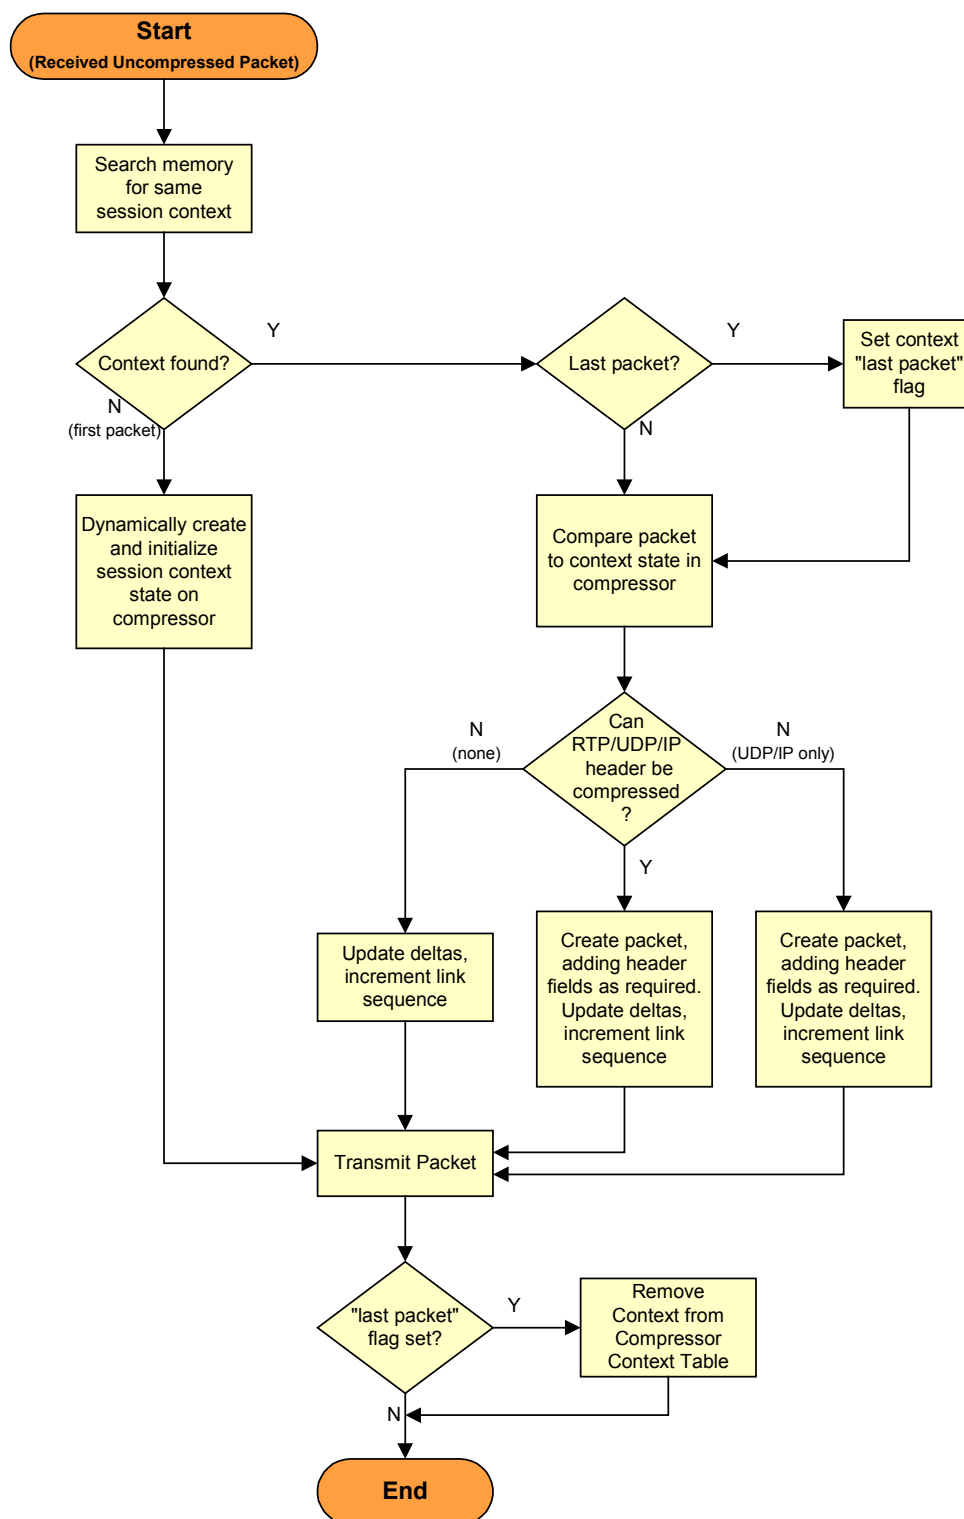 Start
(Received Uncompressed Packet)
Search memory
for same
session context
Context found?
Y
N
(first packet)
Last packet?
Y
N
Set context
"last packet"
flag
Dynamically create
and initialize
session context
state on
compressor
Compare packet
to context state in
compressor
Can
RTP/UDP/IP
header be
compressed
?
N
(none)
N
(UDP/IP only)
Y
Update deltas,
increment link
sequence
Create packet,
adding header
fields as required.
Update deltas,
increment link
sequence
Create packet,
adding header
fields as required.
Update deltas,
increment link
sequence
Transmit Packet
"last packet"
flag set?
Y
N
Remove
Context from
Compressor
Context Table
End